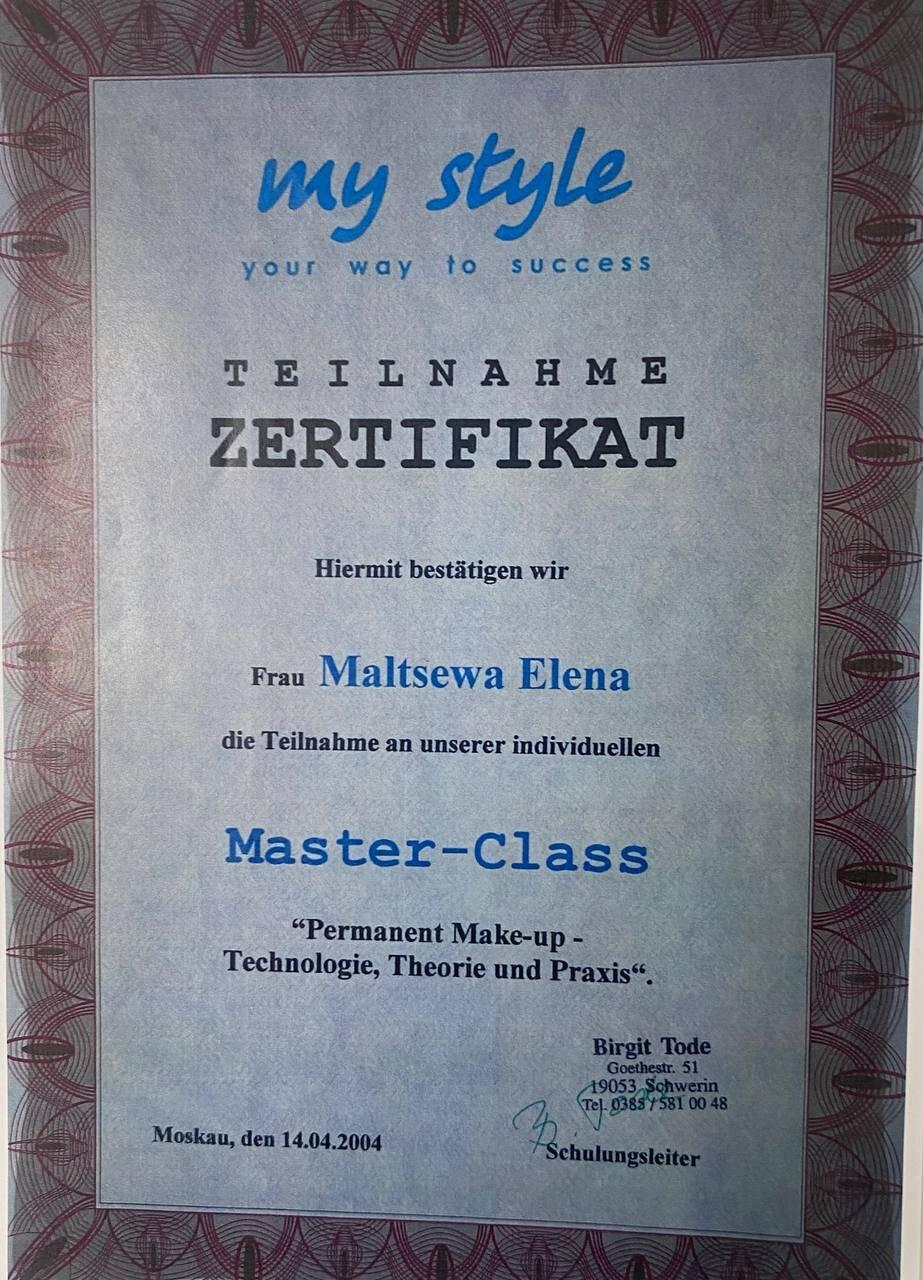 my style
your way to success
TEILNAHME
ZERTIFIKAT
Hiermit bestätigen wir
Frau Maltsewa Elena
die Teilnahme an unserer individuellen
Master-Class
“Permanent Make-up -
Technologie, Theorie und Praxis“.
Birgit Tode
Goethestr. 51
19053 Schwerin
Tel. 0385 / 581 00 48
Moskau, den 14.04.2004
Schulungsleiter